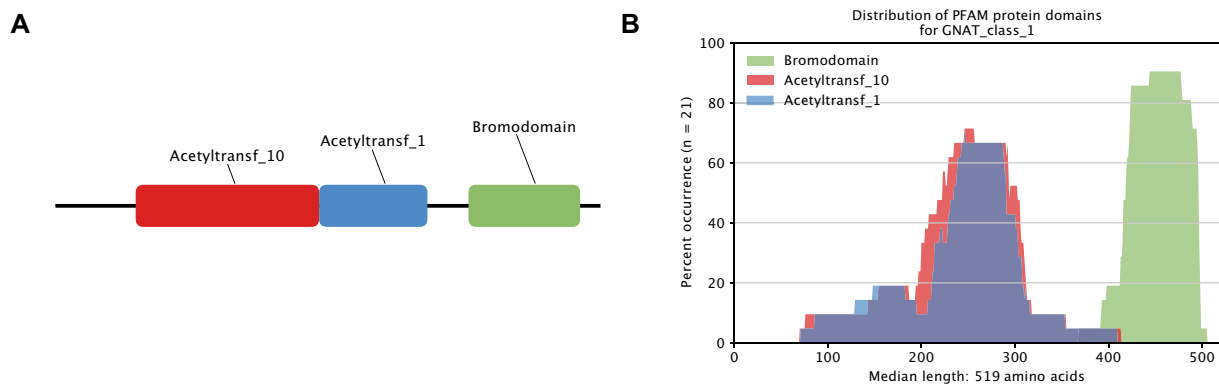 A
Acetyltransf_10
Acetyltransf_1
Bromodomain
B
Distribution of PFAM protein domains
for GNAT_class_1
Percent occurrence (n = 21)
100
80
60
40
20
0
Bromodomain
Acetyltransf_10
Acetyltransf_1
0 100 200 300 400 500
Median length: 519 amino acids